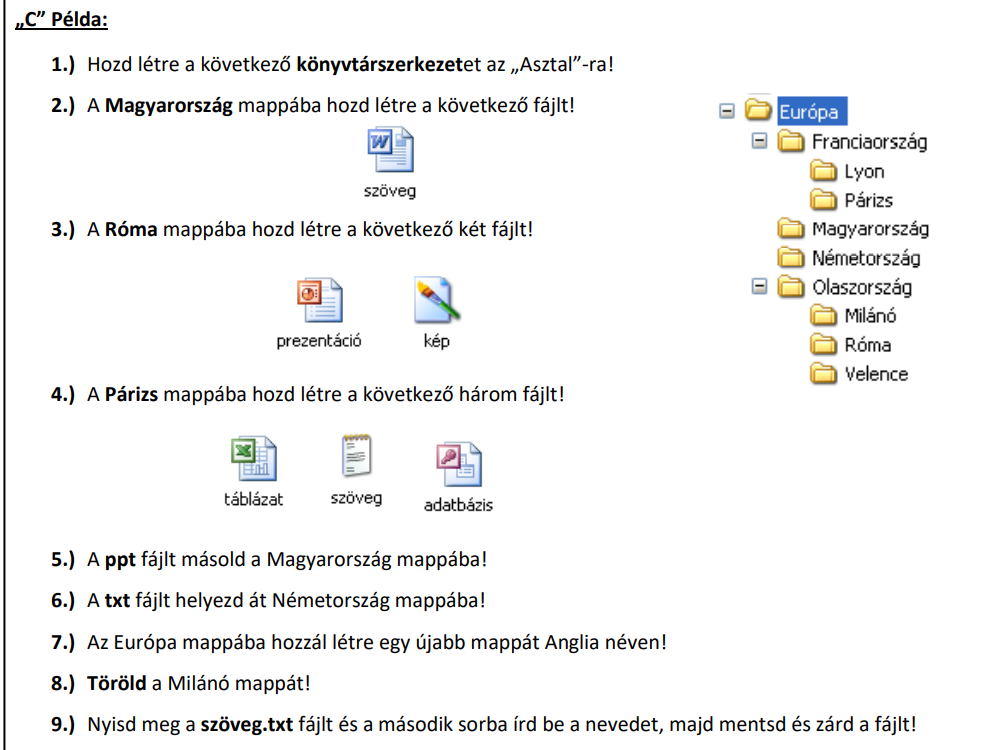 „C” Példa:
1.) Hozd létre a következő könyvtárszerkezetet az „Asztal”-ra!
2.) A Magyarország mappába hozd létre a következő fájlt!
szöveg
3.) A Róma mappába hozd létre a következő két fájlt!
prezentáció
kép
4.) A Párizs mappába hozd létre a következő három fájlt!
táblázat
szöveg
adatbázis
5.) A ppt fájlt másold a Magyarország mappába!
6.) A txt fájlt helyezd át Németország mappába!
7.) Az Európa mappába hozzál létre egy újabb mappát Anglia néven!
8.) Töröld a Milánó mappát!
9.) Nyisd meg a szöveg.txt fájlt és a második sorba írd be a nevedet, majd mentsd és zárd a fájlt!
Európa
Franciaország
Lyon
Párizs
Magyarország
Németország
Olaszország
Milánó
Róma
Velence